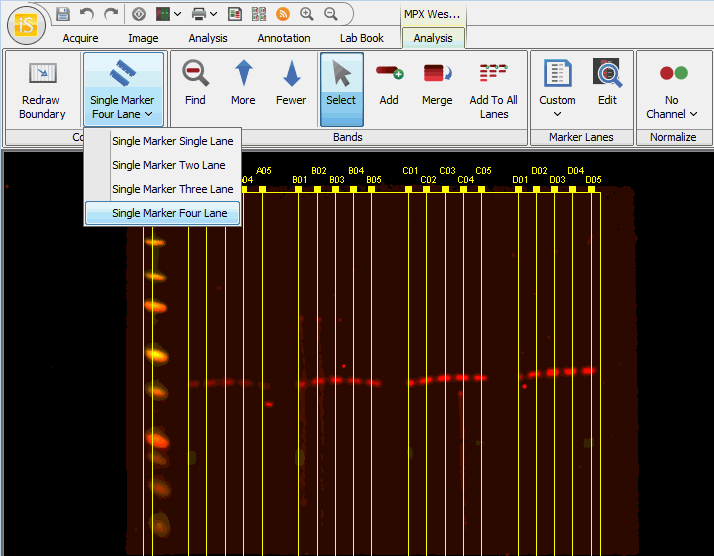 iS
MPX Wes...
Acquire Image Analysis Annotation Lab Book Analysis
Redraw Boundary
Single Marker Four Lane
Find
More
Fewer
Select
Add
Merge
Add To All Lanes
Custom
Edit
No Channel
Co
Bands
Marker Lanes
Normalize
Single Marker Single Lane
Single Marker Two Lane
Single Marker Three Lane
Single Marker Four Lane
A05 B02 B04 C01 C03 C05 D02 D04
04 B01 B03 B05 C02 C04 D01 D03 D05